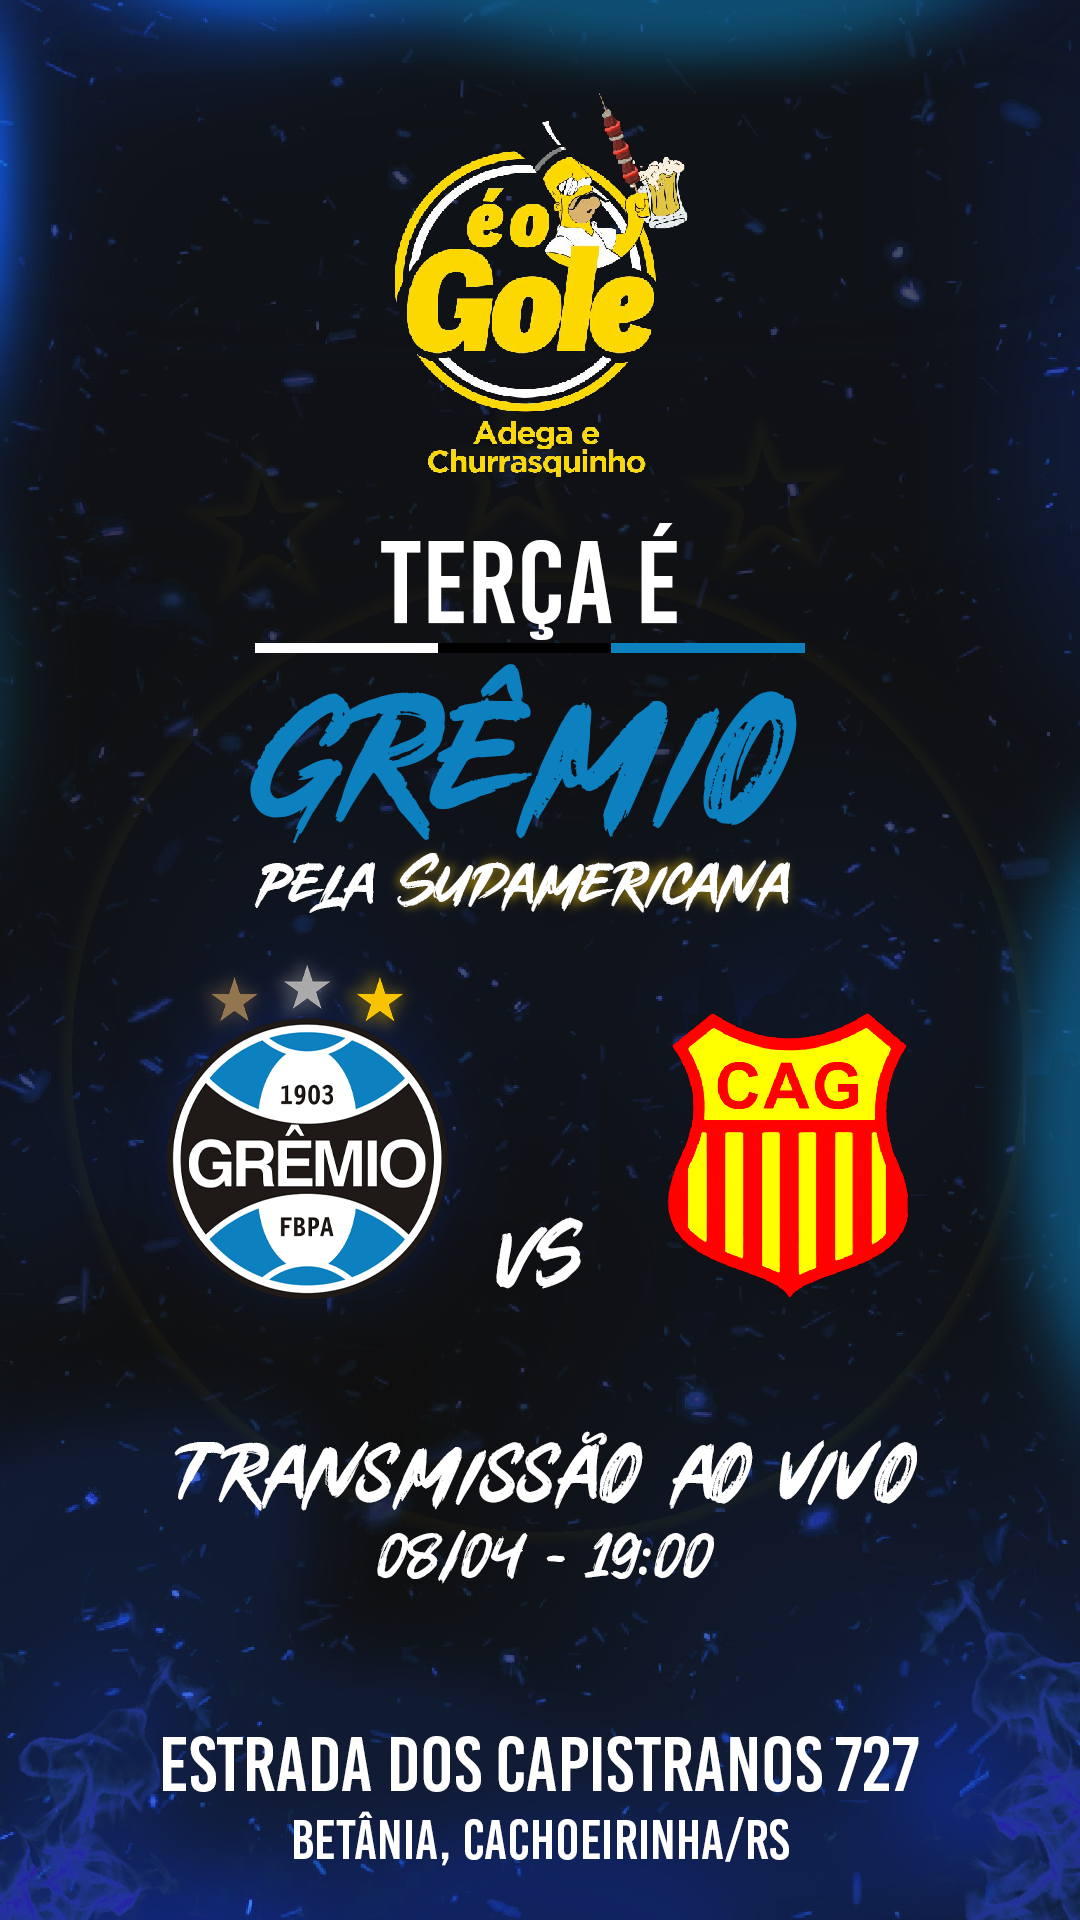 é o
Gole
Adega e
Churrasquinho
TERÇA É
GRÊMIO
PELA SUDAMERICANA
1903
GRÊMIO
FBPA
CAG
VS
TRANSMISSÃO AO VIVO
08/04 - 19:00
ESTRADA DOS CAPISTRANOS 727
BETÂNIA, CACHOEIRINHA/RS